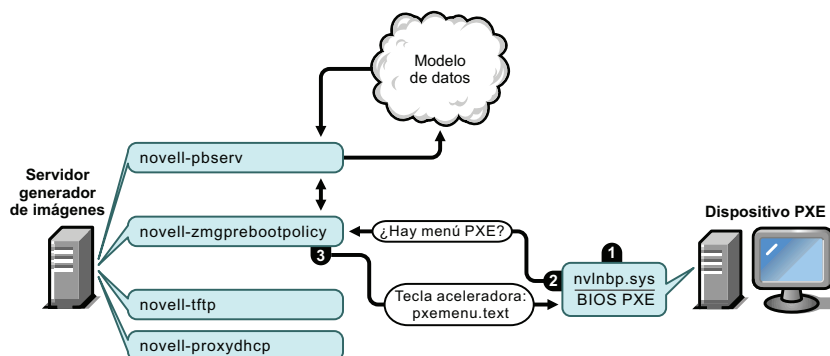 Modelo
de datos
novell-pbserv
Servidor
generador
de imágenes
novell-zmgprebootpolicy
¿Hay menú PXE?
Dispositivo PXE
1
2
3
nvlnbp.sys
BIOS PXE
Tecla aceleradora:
pxemenu.text
novell-tftp
novell-proxydhcp